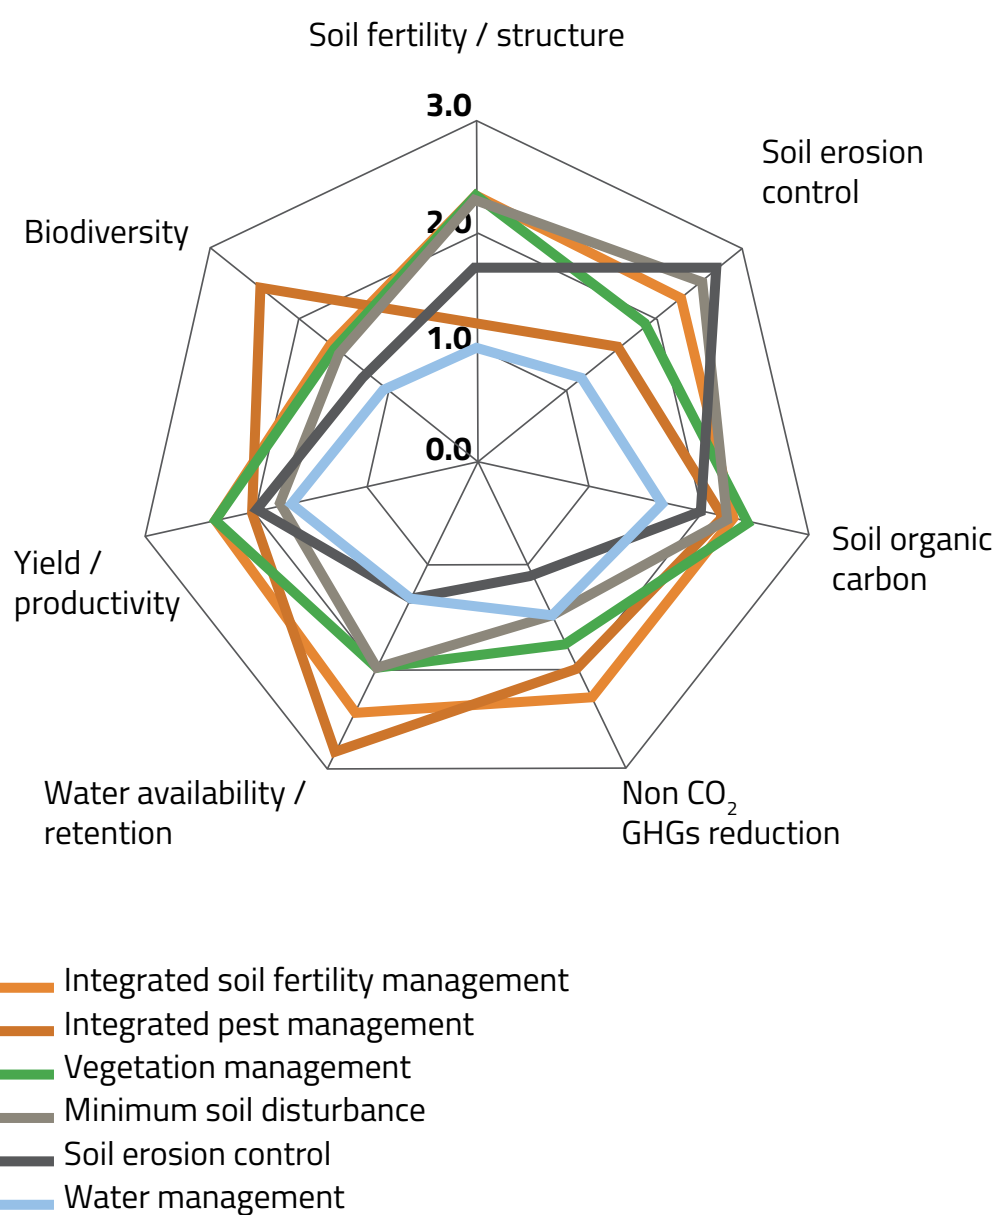 Soil fertility / structure
3.0
Soil erosion
control
Biodiversity
2.0
1.0
0.0
Soil organic
carbon
Yield /
productivity
Water availability /
retention
Non CO2
GHGs reduction
Integrated soil fertility management
Integrated pest management
Vegetation management
Minimum soil disturbance
Soil erosion control
Water management